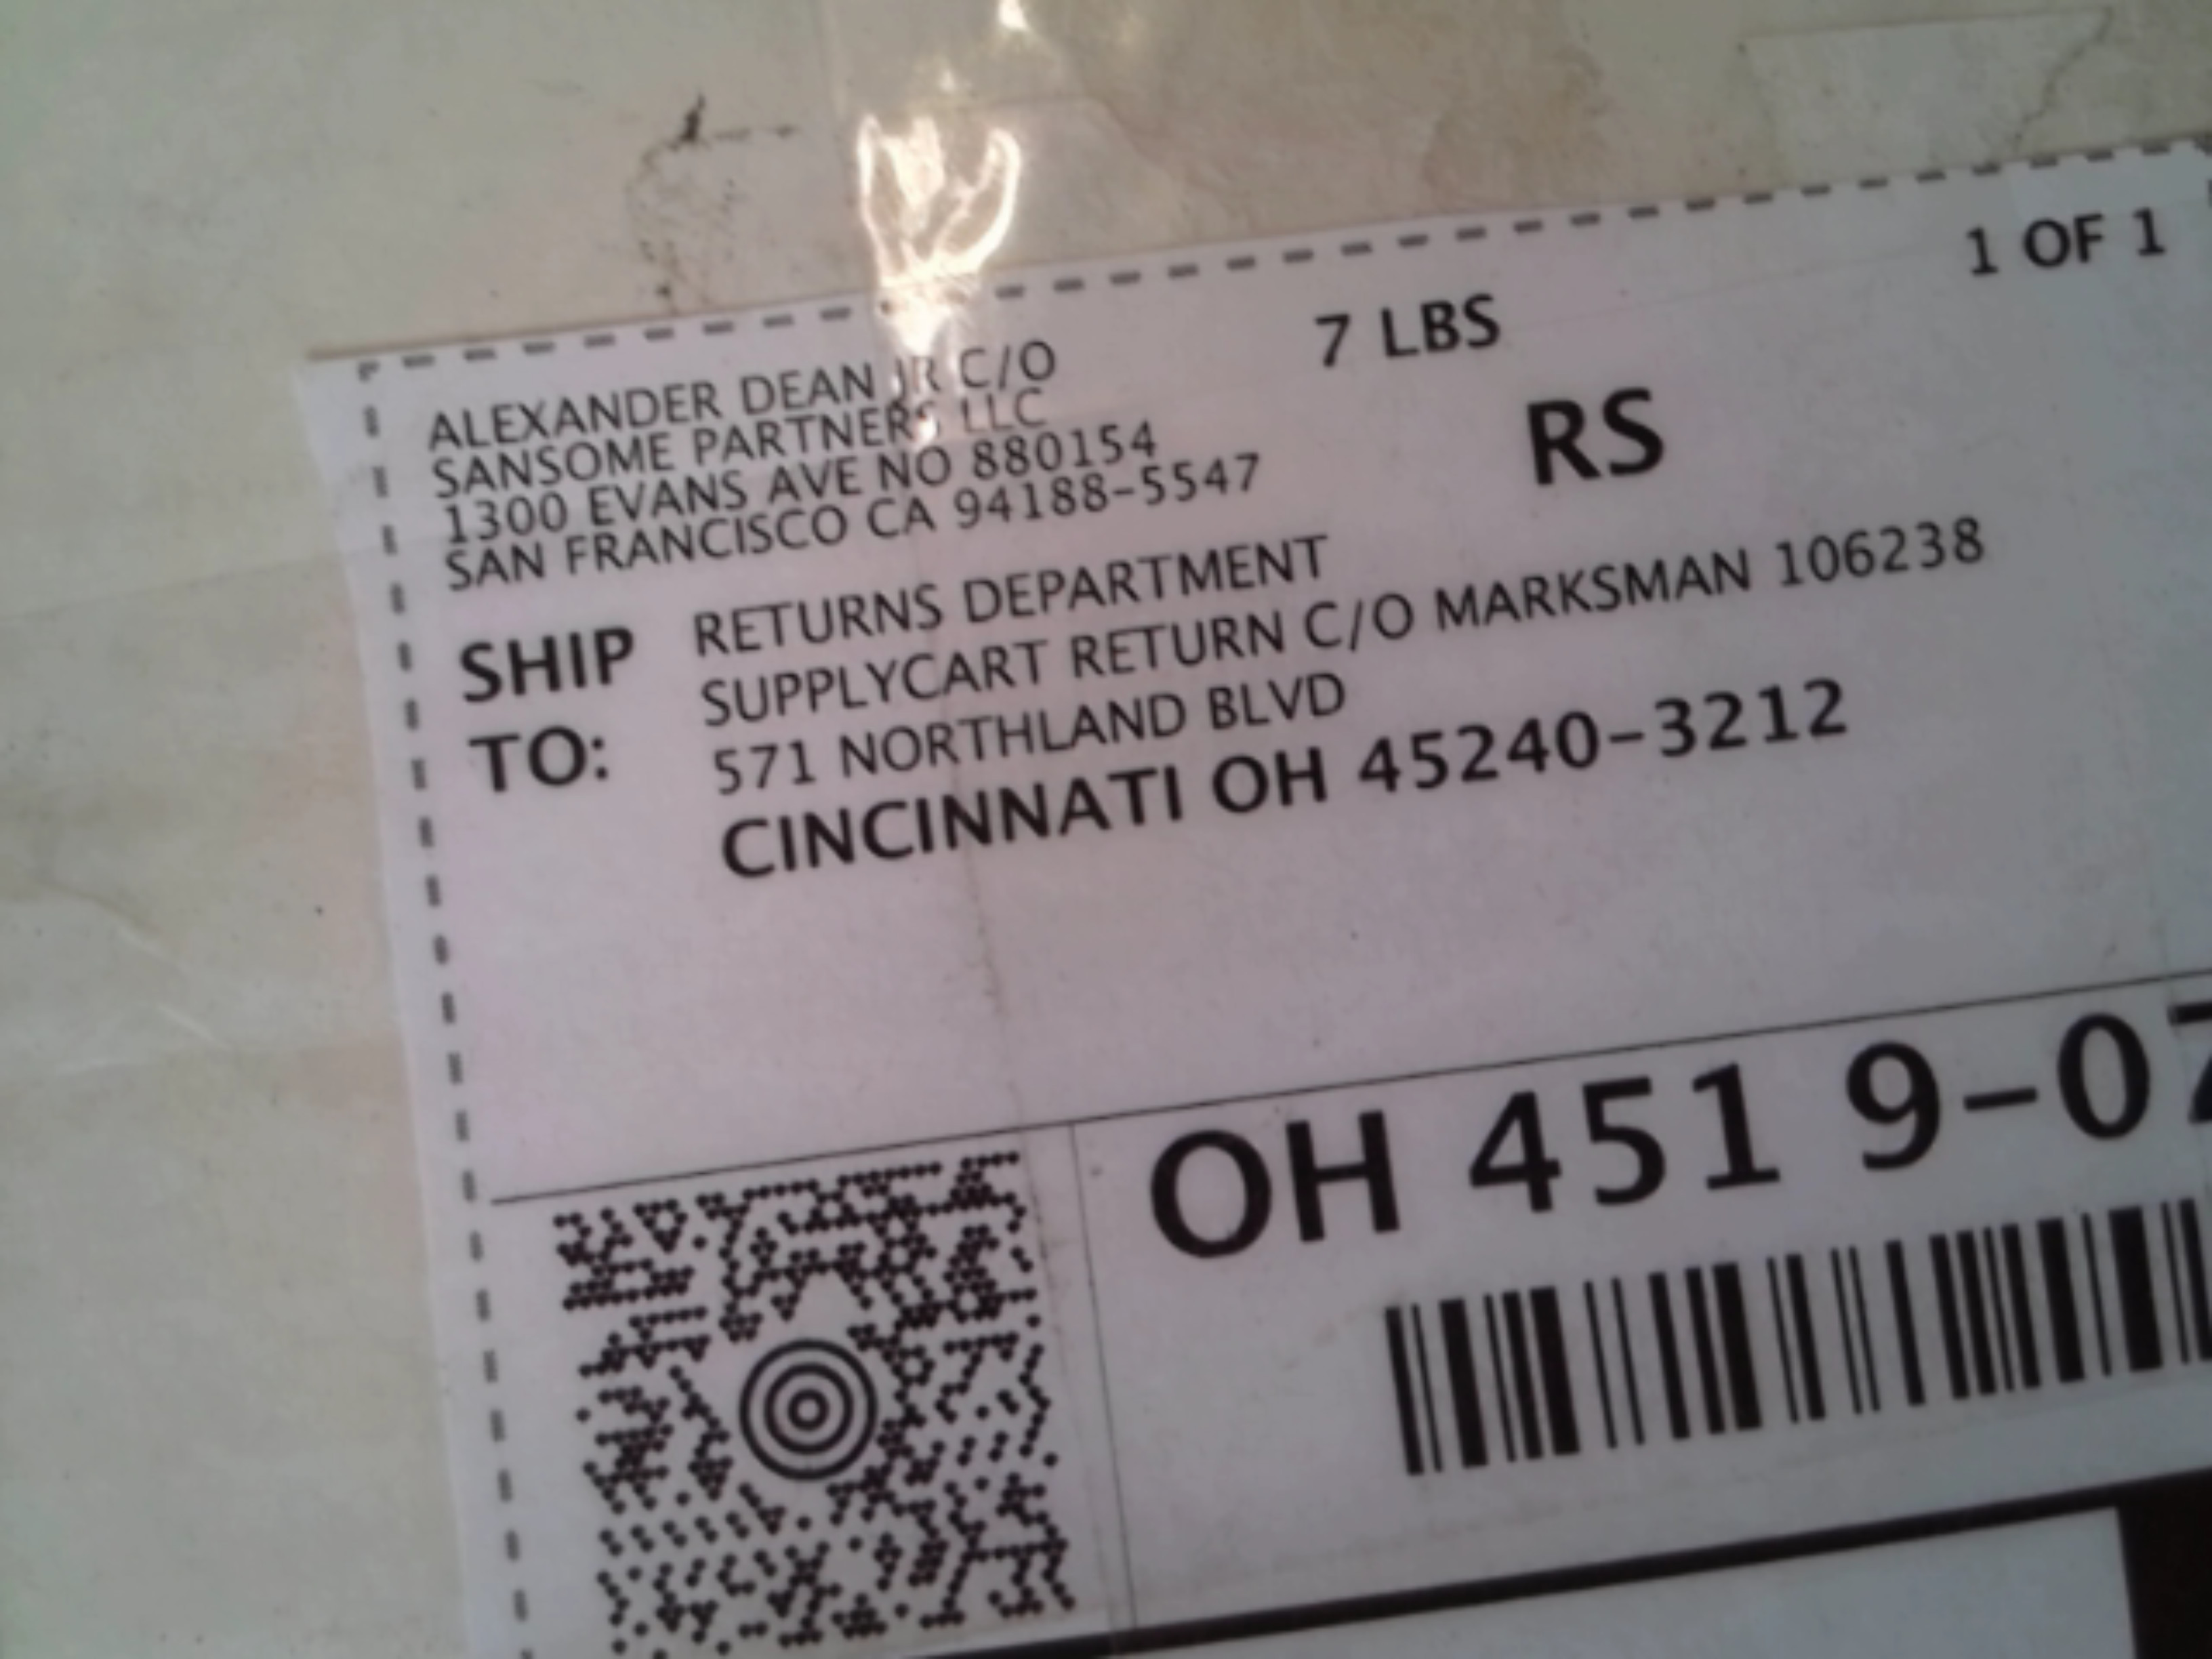 1 OF 1
7 LBS
RS
ALEXANDER DEAN JR C/O
SANSOME PARTNERS LLC
1300 EVANS AVE NO 880154
SAN FRANCISCO CA 94188-5547
SHIP TO:
RETURNS DEPARTMENT
SUPPLYCART RETURN C/O MARKSMAN 106238
571 NORTHLAND BLVD
CINCINNATI OH 45240-3212
OH 451 9-0